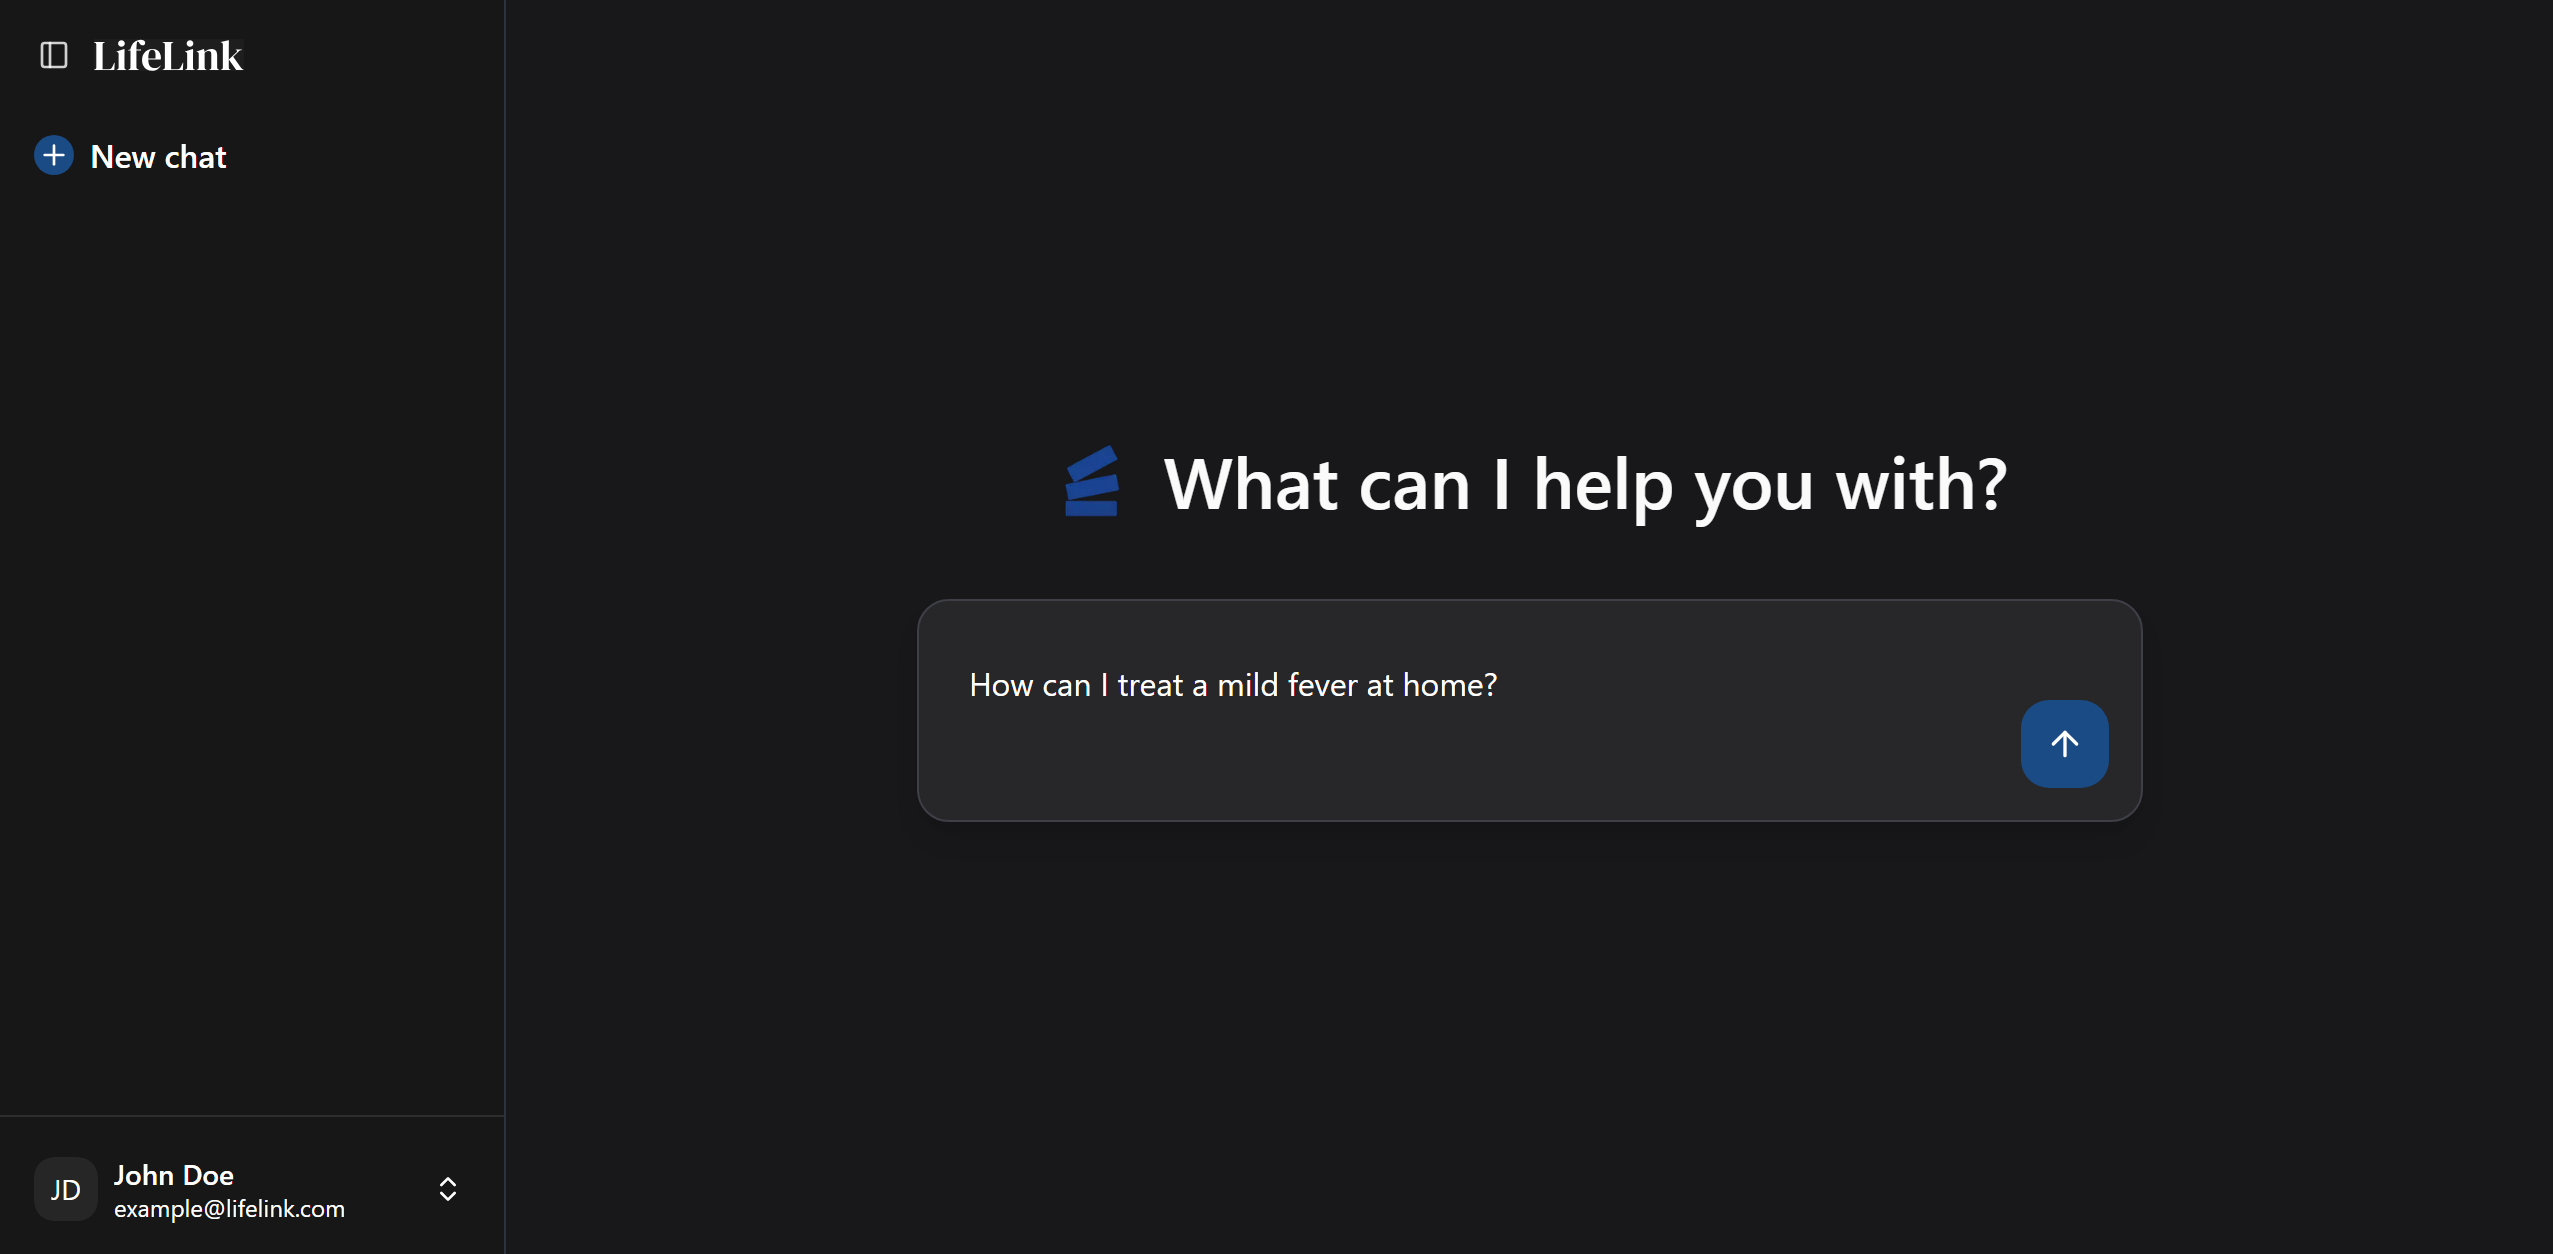 LifeLink
New chat
What can I help you with?
How can I treat a mild fever at home?
JD
John Doe
example@lifelink.com